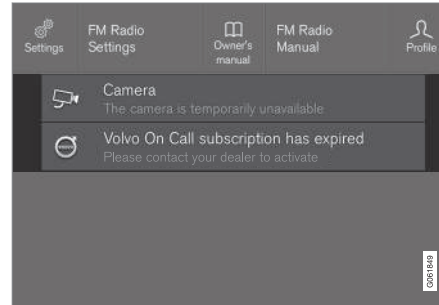 Settings
FM Radio
Settings
Owner's
manual
FM Radio
Manual
Profile
Camera
The camera is temporarily unavailable
Volvo On Call subscription has expired
Please contact your dealer to activate
G061849